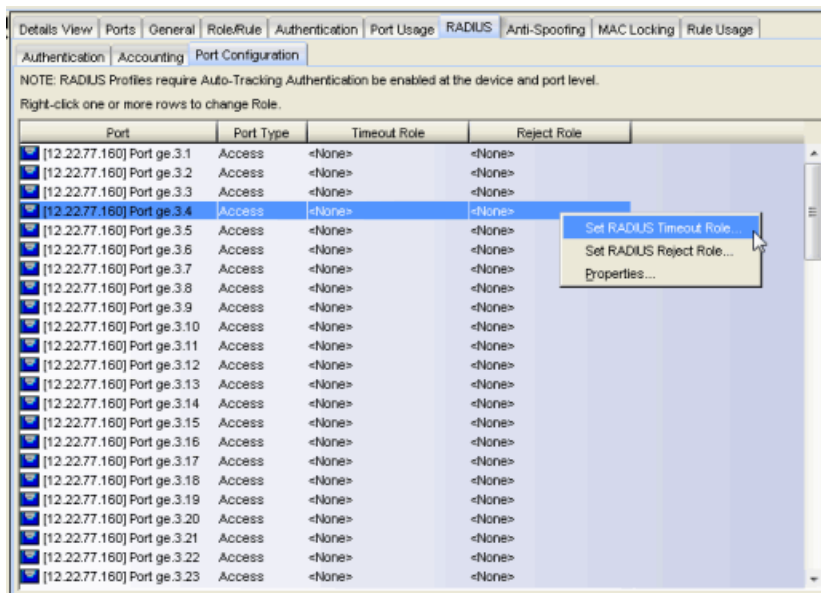 Details View Ports General Role/Rule Authentication Port Usage RADIUS Anti-Spoofing MAC Locking Rule Usage
Authentication Accounting Port Configuration
NOTE: RADIUS Profiles require Auto-Tracking Authentication be enabled at the device and port level.
Right-click one or more rows to change Role.
Port Port Type Timeout Role Reject Role
[12.22.77.160] Port ge.3.1 Access <None> <None>
[12.22.77.160] Port ge.3.2 Access <None> <None>
[12.22.77.160] Port ge.3.3 Access <None> <None>
[12.22.77.160] Port ge.3.4 Access <None> <None>
Set RADIUS Timeout Role...
[12.22.77.160] Port ge.3.5 Access <None> <None>
Set RADIUS Reject Role...
[12.22.77.160] Port ge.3.6 Access <None> <None>
Properties...
[12.22.77.160] Port ge.3.7 Access <None> <None>
[12.22.77.160] Port ge.3.8 Access <None> <None>
[12.22.77.160] Port ge.3.9 Access <None> <None>
[12.22.77.160] Port ge.3.10 Access <None> <None>
[12.22.77.160] Port ge.3.11 Access <None> <None>
[12.22.77.160] Port ge.3.12 Access <None> <None>
[12.22.77.160] Port ge.3.13 Access <None> <None>
[12.22.77.160] Port ge.3.14 Access <None> <None>
[12.22.77.160] Port ge.3.15 Access <None> <None>
[12.22.77.160] Port ge.3.16 Access <None> <None>
[12.22.77.160] Port ge.3.17 Access <None> <None>
[12.22.77.160] Port ge.3.18 Access <None> <None>
[12.22.77.160] Port ge.3.19 Access <None> <None>
[12.22.77.160] Port ge.3.20 Access <None> <None>
[12.22.77.160] Port ge.3.21 Access <None> <None>
[12.22.77.160] Port ge.3.22 Access <None> <None>
[12.22.77.160] Port ge.3.23 Access <None> <None>